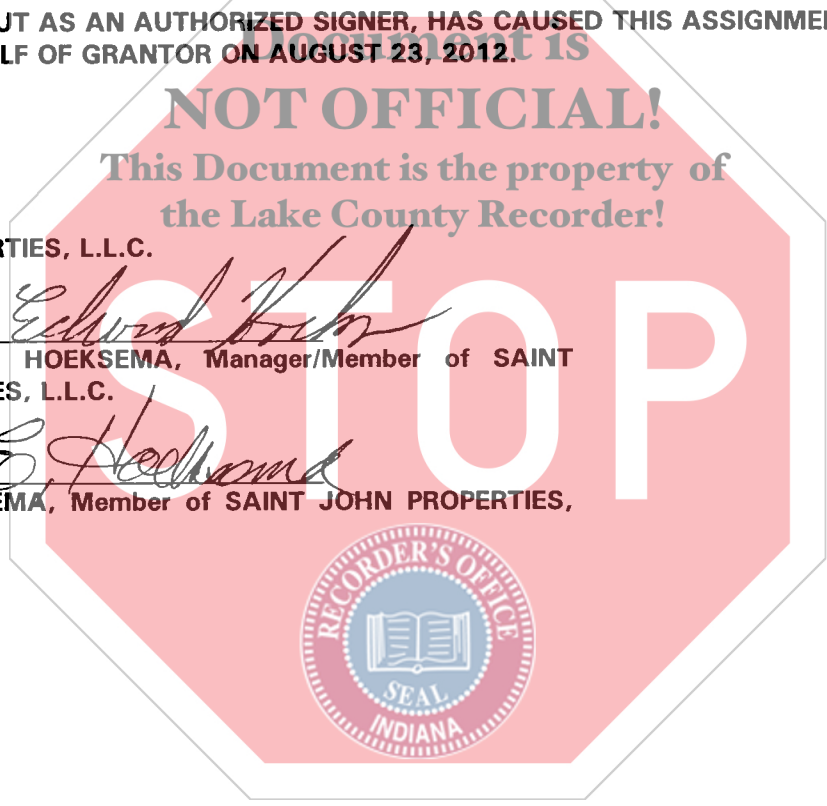 UT AS AN AUTHORIZED SIGNER, HAS CAUSED THIS ASSIGNME
LF OF GRANTOR ON AUGUST 23, 2012.
Document is
NOT OFFICIAL!
This Document is the property of
the Lake County Recorder!
RTIES, L.L.C.
STOP
HOEKSEMA, Manager/Member of SAINT
ES, L.L.C.
E. Hoeksema
EMA, Member of SAINT JOHN PROPERTIES,
RECORDER'S OFFICE
SEAL
INDIANA